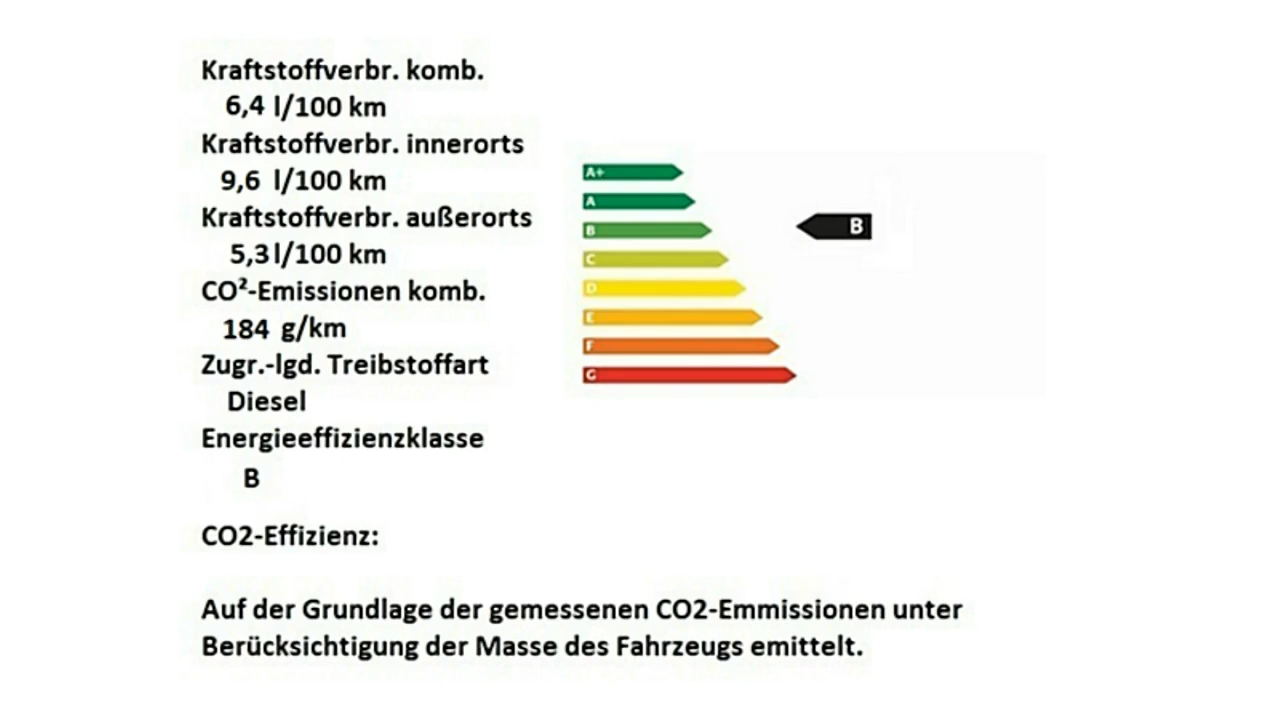 Kraftstoffverbr. komb.
6,4 l/100 km
Kraftstoffverbr. innerorts
9,6 l/100 km
Kraftstoffverbr. außerorts
5,3 l/100 km
CO²-Emissionen komb.
184 g/km
Zugr.-lgd. Treibstoffart
Diesel
Energieeffizienzklasse
B
A+
A
B
B
C
D
E
F
G
CO2-Effizienz:
Auf der Grundlage der gemessenen CO2-Emmissionen unter
Berücksichtigung der Masse des Fahrzeugs emittelt.